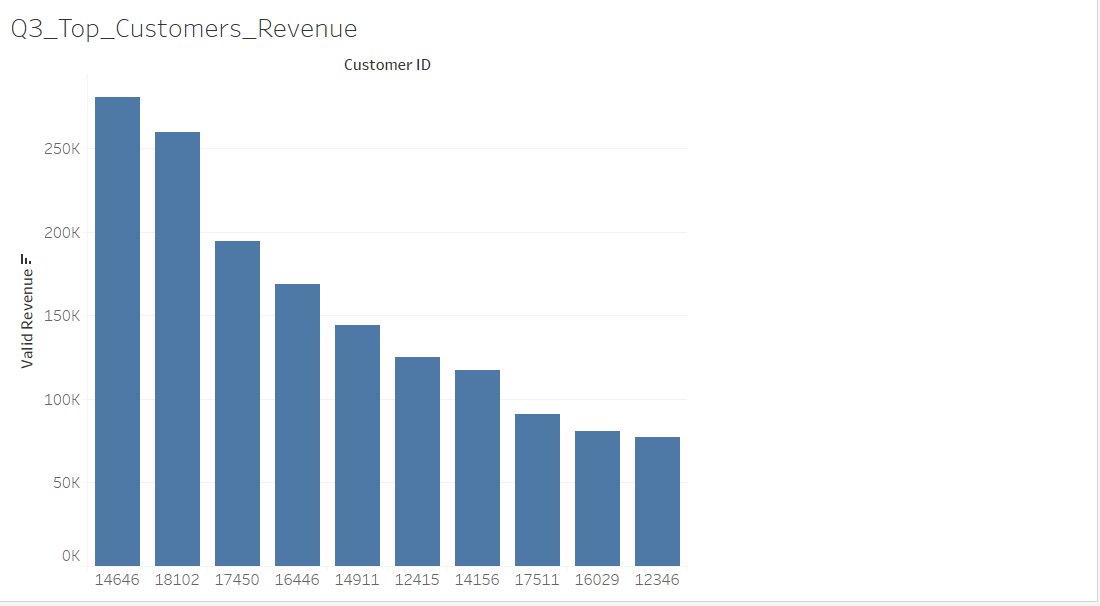 Q3_Top_Customers_Revenue
Customer ID
Valid Revenue
250K
200K
150K
100K
50K
0K
14646 18102 17450 16446 14911 12415 14156 17511 16029 12346